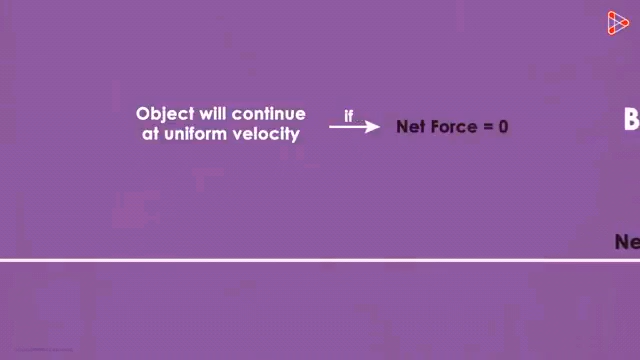 Object will continue
at uniform velocity
if
Net Force = 0
B
Ne